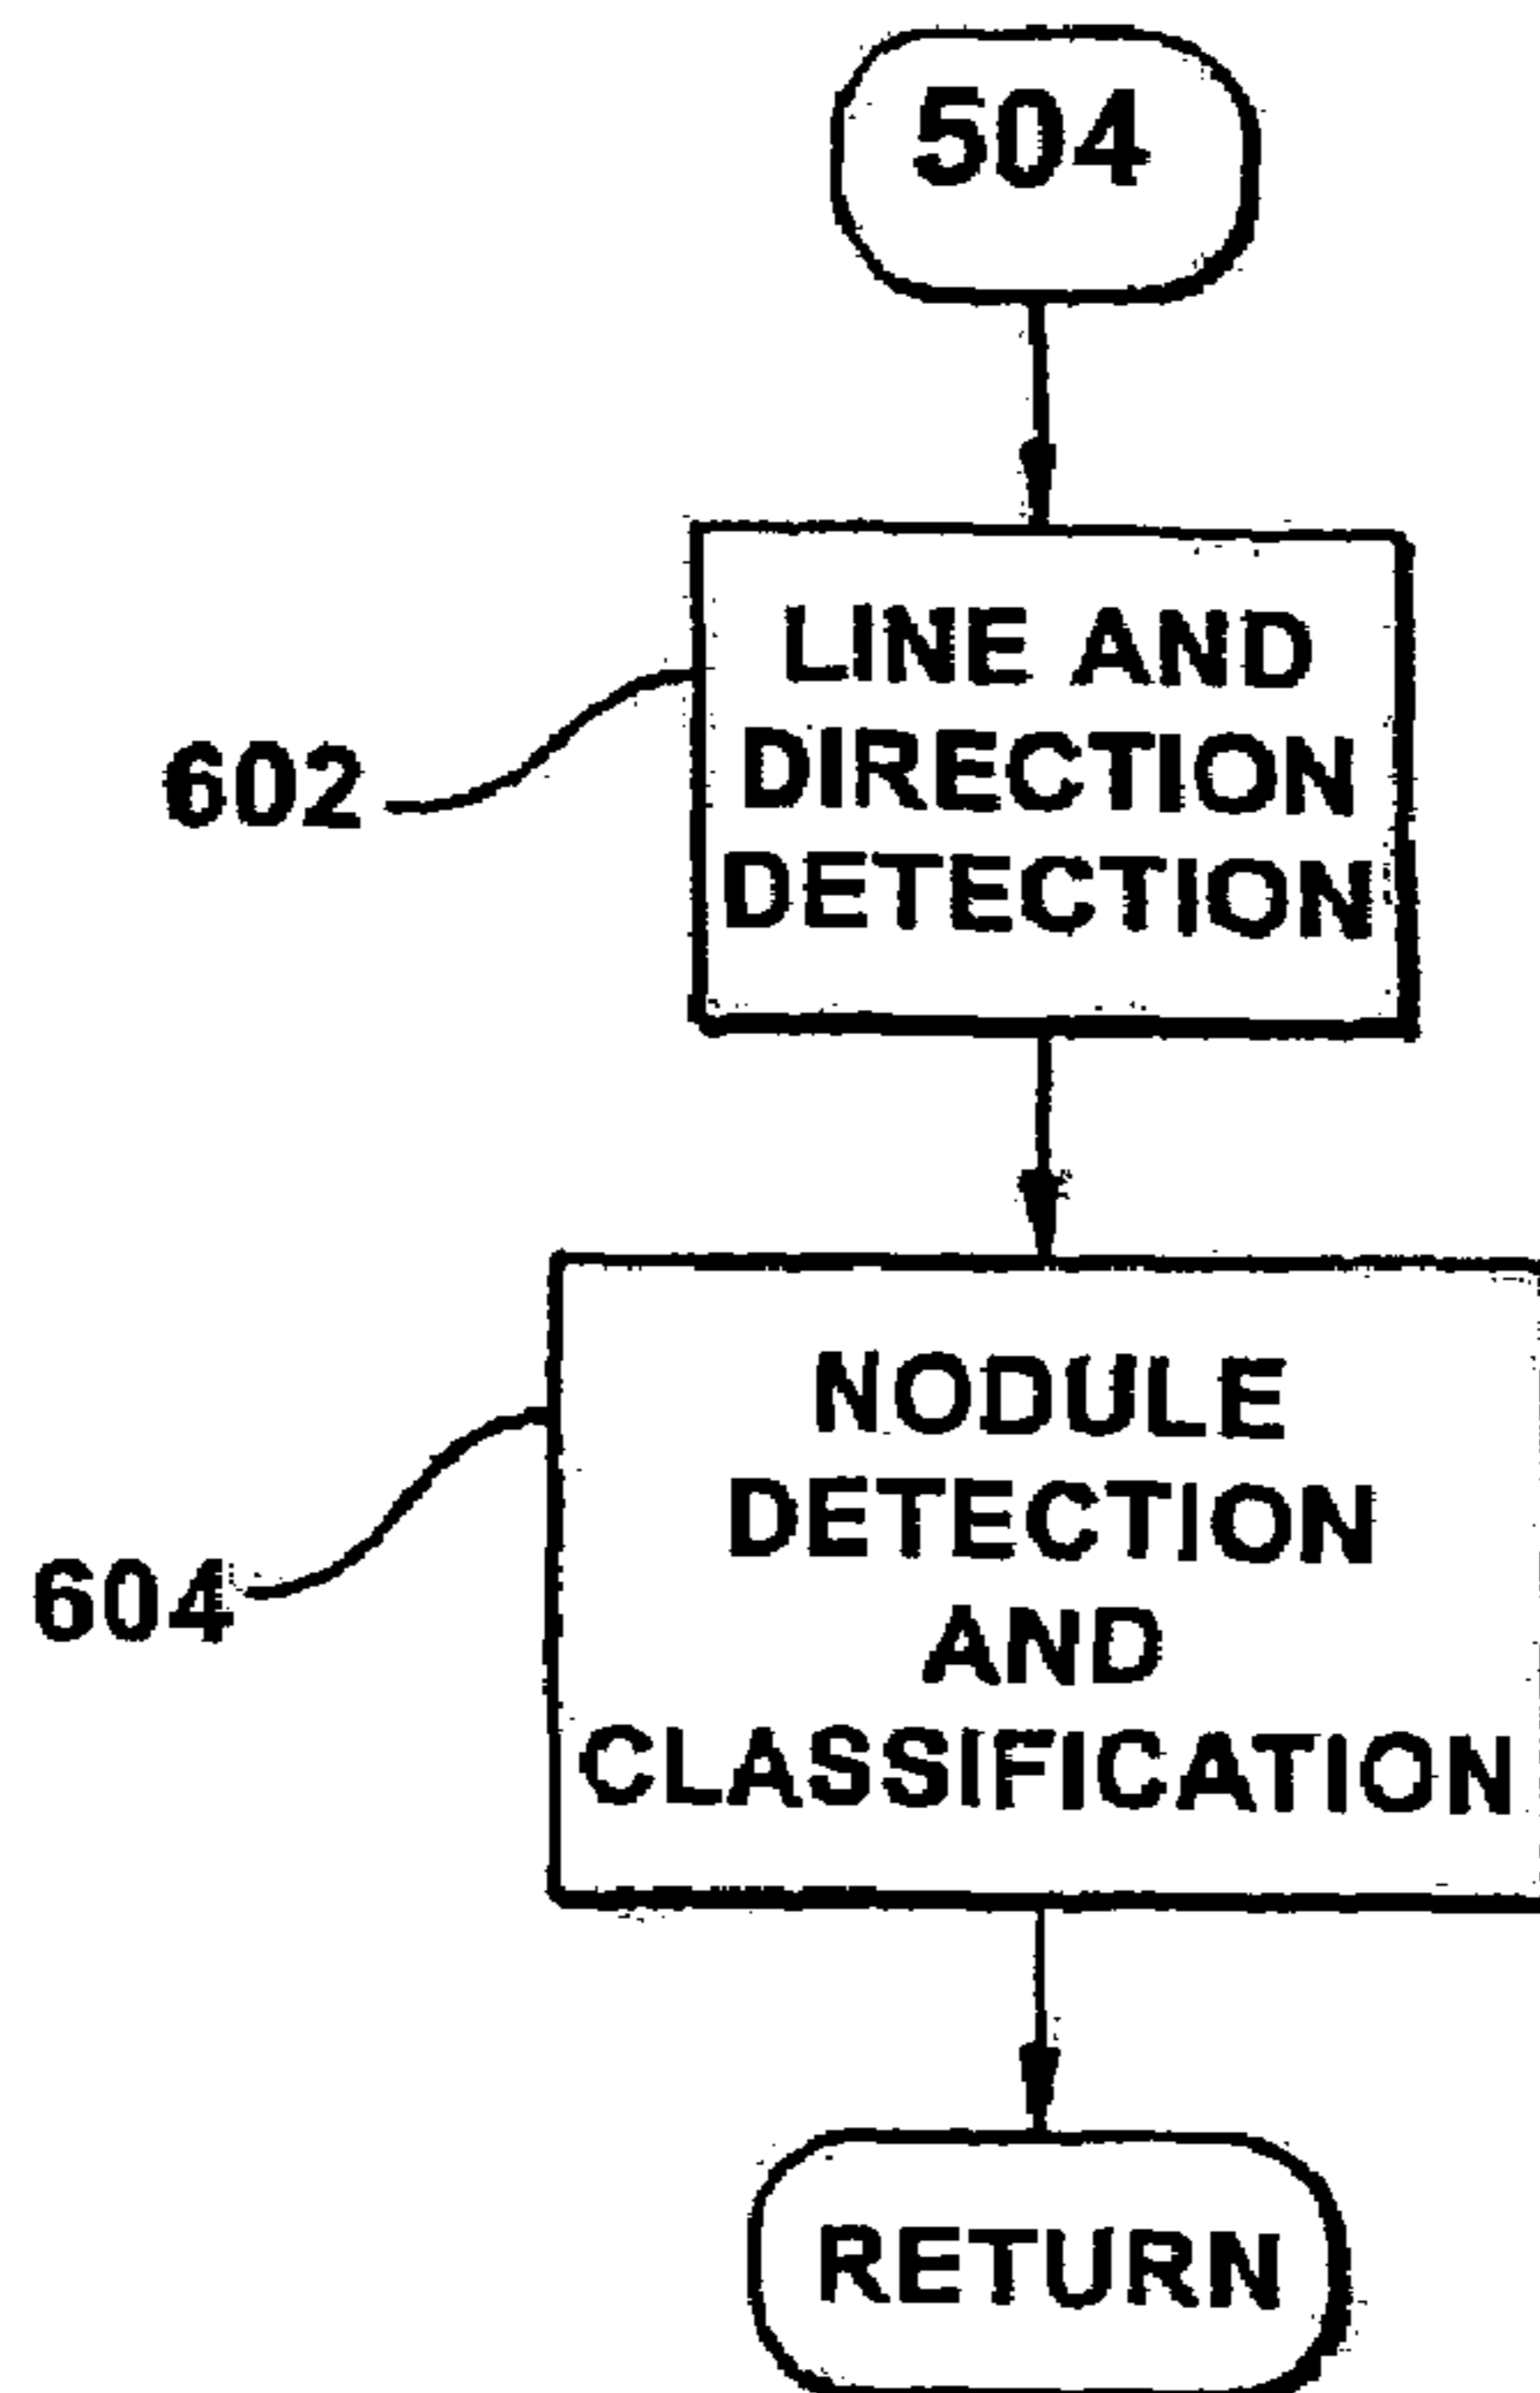 504
LINE AND
DIRECTION
DETECTION
602
NODULE
DETECTION
AND
CLASSIFICATION
604
RETURN